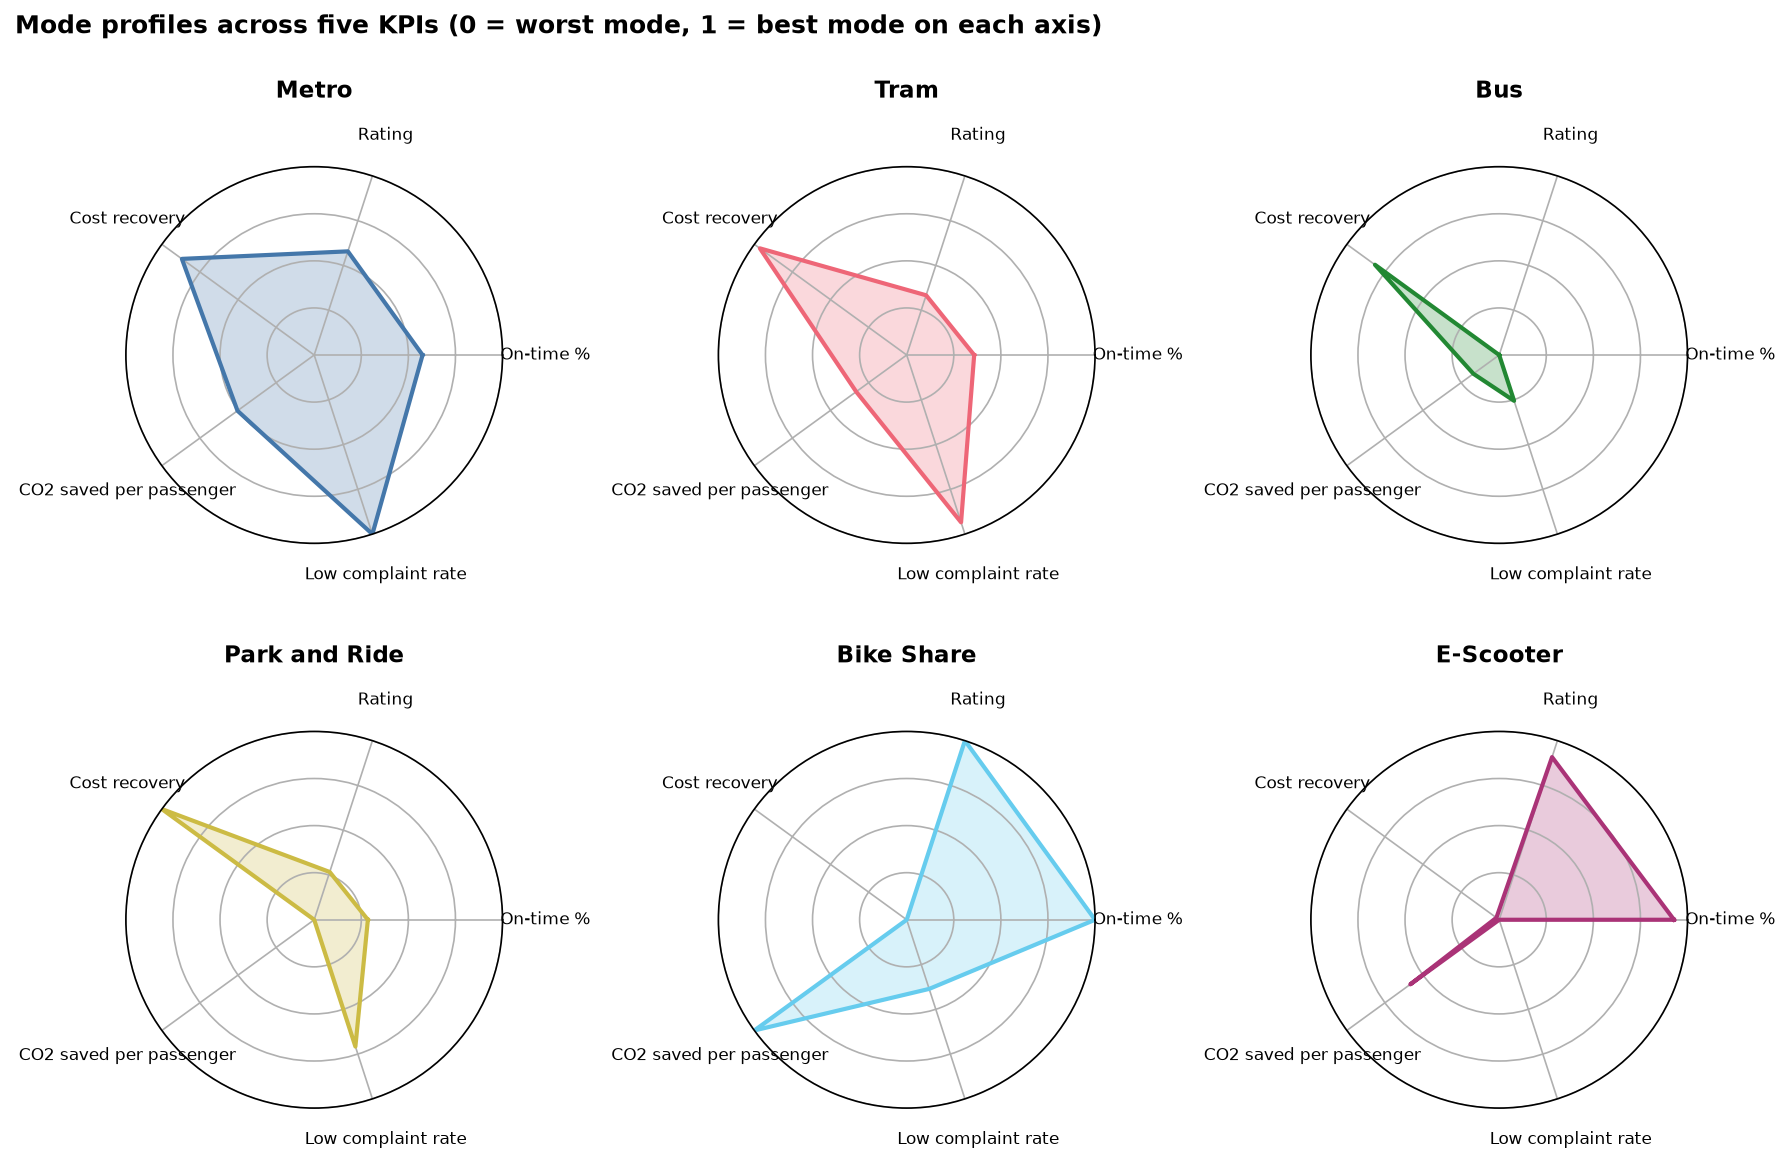 Mode profiles across five KPIs (0 = worst mode, 1 = best mode on each axis)
Metro
Rating
Cost recovery
On-time %
CO2 saved per passenger
Low complaint rate
Tram
Rating
Cost recovery
On-time %
CO2 saved per passenger
Low complaint rate
Bus
Rating
Cost recovery
On-time %
CO2 saved per passenger
Low complaint rate
Park and Ride
Rating
Cost recovery
On-time %
CO2 saved per passenger
Low complaint rate
Bike Share
Rating
Cost recovery
On-time %
CO2 saved per passenger
Low complaint rate
E-Scooter
Rating
Cost recovery
On-time %
CO2 saved per passenger
Low complaint rate